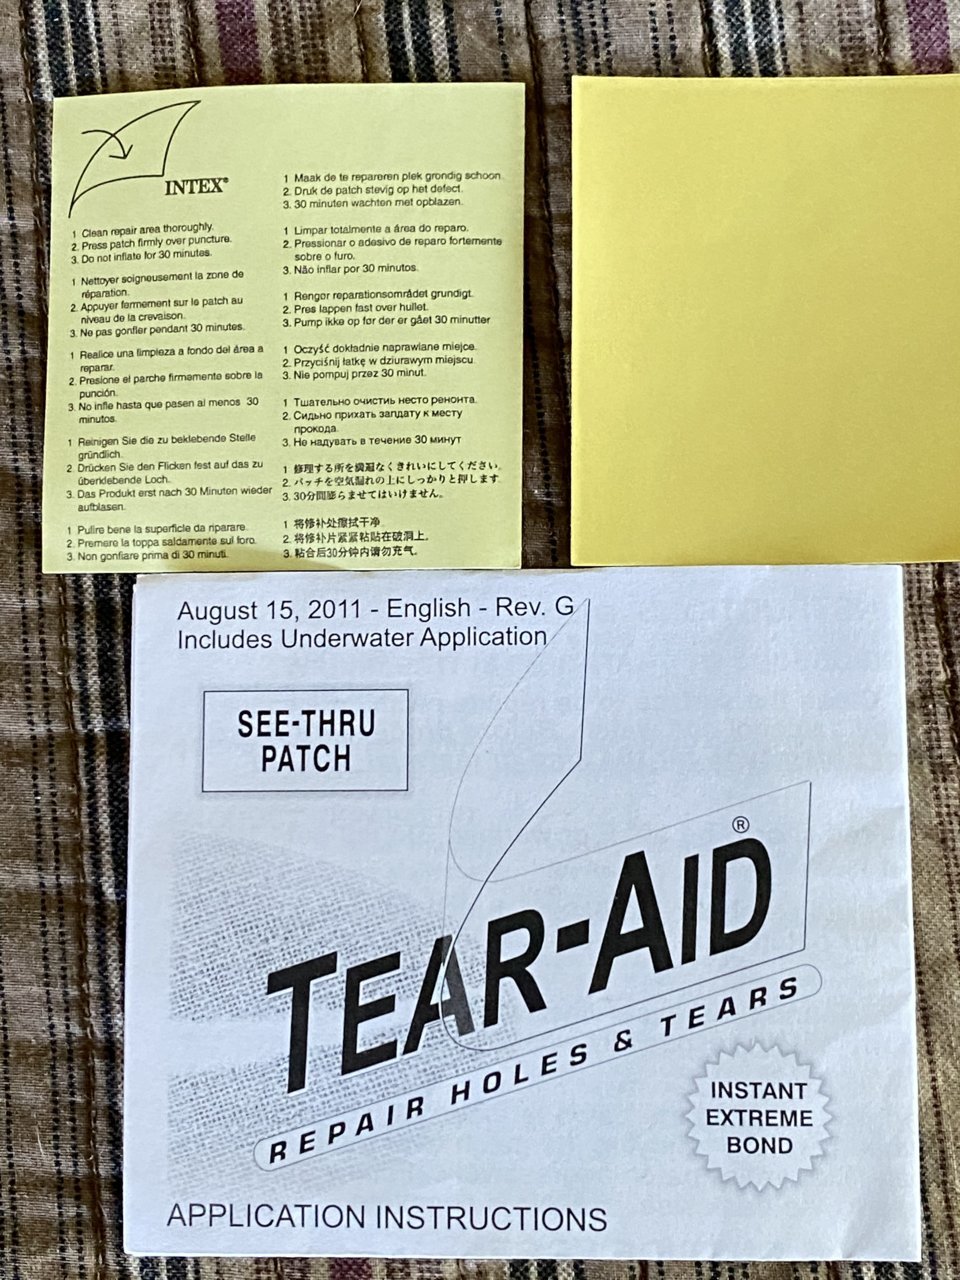 INTEX®
1 Clean repair area thoroughly.
2. Press patch firmly over puncture.
3. Do not inflate for 30 minutes.
1 Nettoyer soigneusement la zone de
réparation.
2. Appuyer fermement sur le patch au
niveau de la crevaison.
3. Ne pas gonfler pendant 30 minutes.
1 Realice una limpieza a fondo del área a
reparar.
2. Presione el parche firmemente sobre la
punción.
3. No infle hasta que pasen al menos 30
minutos.
1 Reinigen Sie die zu beklebende Stelle
gründlich.
2. Drücken Sie den Flicken fest auf das zu
überklebende Loch.
3. Das Produkt erst nach 30 Minuten wieder
aufblasen.
1 Pulire bene la superficie da riparare.
2. Premere la toppa saldamente sul foro.
3. Non gonfiare prima di 30 minuti.
1 Maak de te repareren plek grondig schoon.
2. Druk de patch stevig op het defect.
3. 30 minuten wachten met opblazen.
1 Limpar totalmente a área do reparo.
2. Pressionar o adesivo de reparo fortemente
sobre o furo.
3. Não inflar por 30 minutos.
1 Rengor reparationsområdet grundigt.
2. Pres lappen fast over hullet.
3. Pump ikke op for der er gået 30 minutter
1 Oczyść dokładnie naprawlane miejce.
2. Przyciśnij łatkę w dziurawym miejscu
3. Nie pompuj przez 30 minut.
1 Тшательно очистиь несто ренонта.
2. Сидьно прихать запдату к месту
прокода.
3. Не надувать в течение 30 минут
1 修理する所を満遍なくきれいにしてください。
2. パッチを空気漏れの上にしっかりと押します
3. 30分間膨らませてはいけません。
1 将修补处擦拭干净.
2. 将修补片紧紧粘贴在破洞上。
3. 粘合后30分钟内请勿充气。
August 15, 2011 - English - Rev. G
Includes Underwater Application
SEE-THRU
PATCH
TEAR-AID®
REPAIR HOLES & TEARS
INSTANT
EXTREME
BOND
APPLICATION INSTRUCTIONS